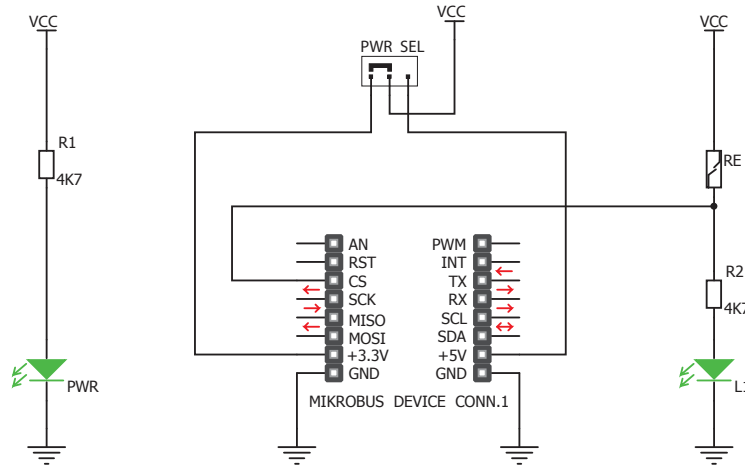 VCC
VCC
VCC
PWR SEL
R1
4K7
RE
AN
RST
CS
SCK
MISO
MOSI
+3.3V
GND
PWM
INT
TX
RX
SCL
SDA
+5V
GND
R2
4K7
PWR
MIKROBUS DEVICE CONN.1